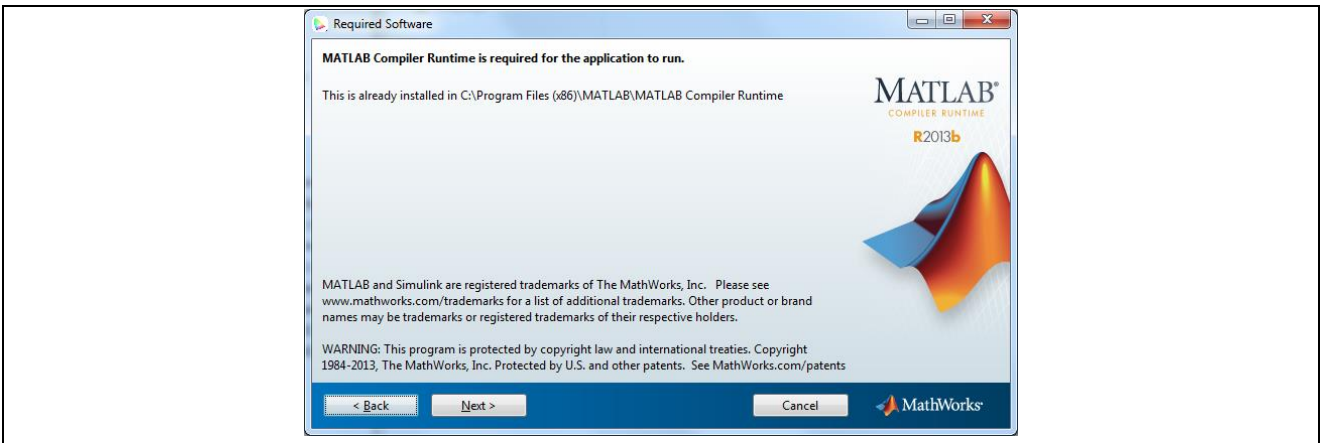 Required Software
MATLAB Compiler Runtime is required for the application to run.
This is already installed in C:\Program Files (x86)\MATLAB\MATLAB Compiler Runtime
MATLAB®
COMPILER RUNTIME
R2013b
MATLAB and Simulink are registered trademarks of The MathWorks, Inc.   Please see
www.mathworks.com/trademarks for a list of additional trademarks. Other product or brand
names may be trademarks or registered trademarks of their respective holders.
WARNING: This program is protected by copyright law and international treaties. Copyright
1984-2013, The MathWorks, Inc. Protected by U.S. and other patents.  See MathWorks.com/patents
< Back
Next >
Cancel
MathWorks®